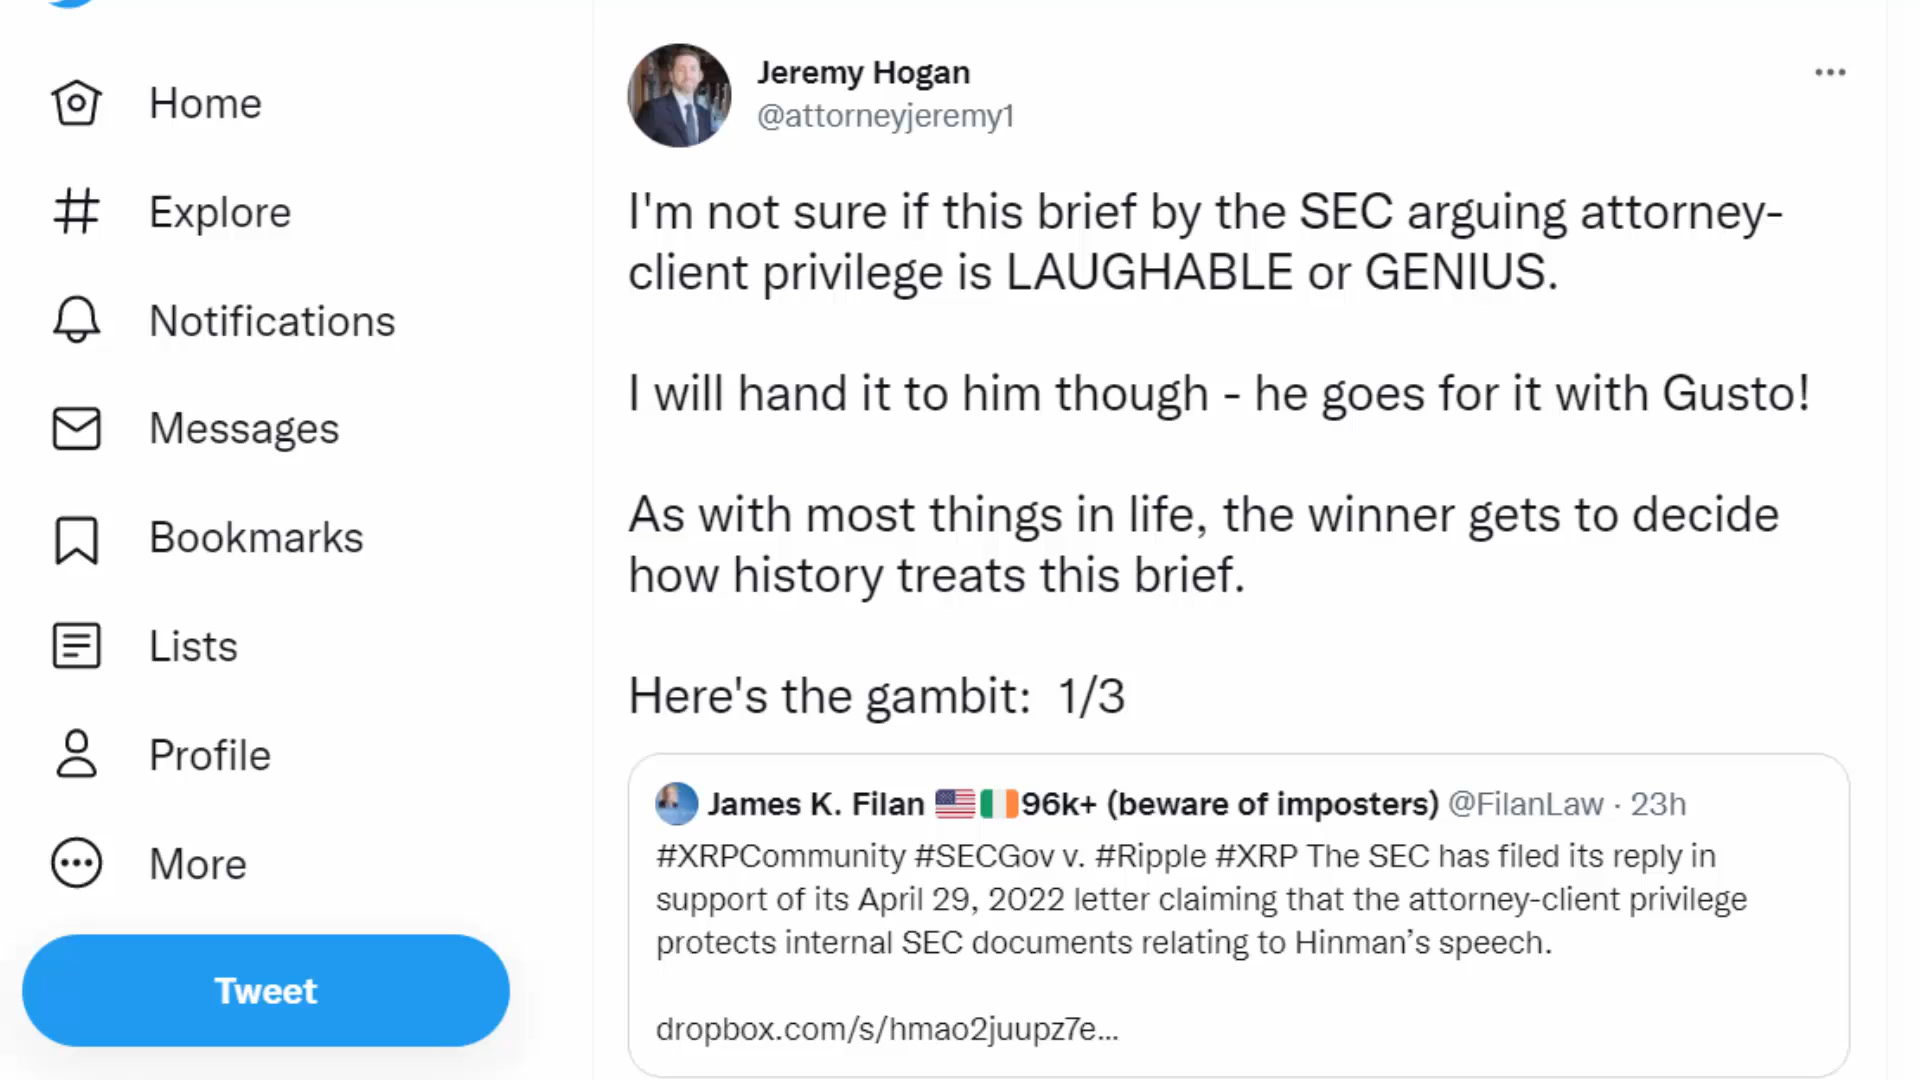 Home
Explore
Notifications
Messages
Bookmarks
Lists
Profile
More
Tweet
Jeremy Hogan
@attorneyjeremy1
I'm not sure if this brief by the SEC arguing attorney-
client privilege is LAUGHABLE or GENIUS.
I will hand it to him though - he goes for it with Gusto!
As with most things in life, the winner gets to decide
how history treats this brief.
Here's the gambit:  1/3
James K. Filan 🇺🇸🇮🇪96k+ (beware of imposters) @FilanLaw · 23h
#XRPCommunity #SECGov v. #Ripple #XRP The SEC has filed its reply in
support of its April 29, 2022 letter claiming that the attorney-client privilege
protects internal SEC documents relating to Hinman’s speech.
dropbox.com/s/hmao2juupz7e...